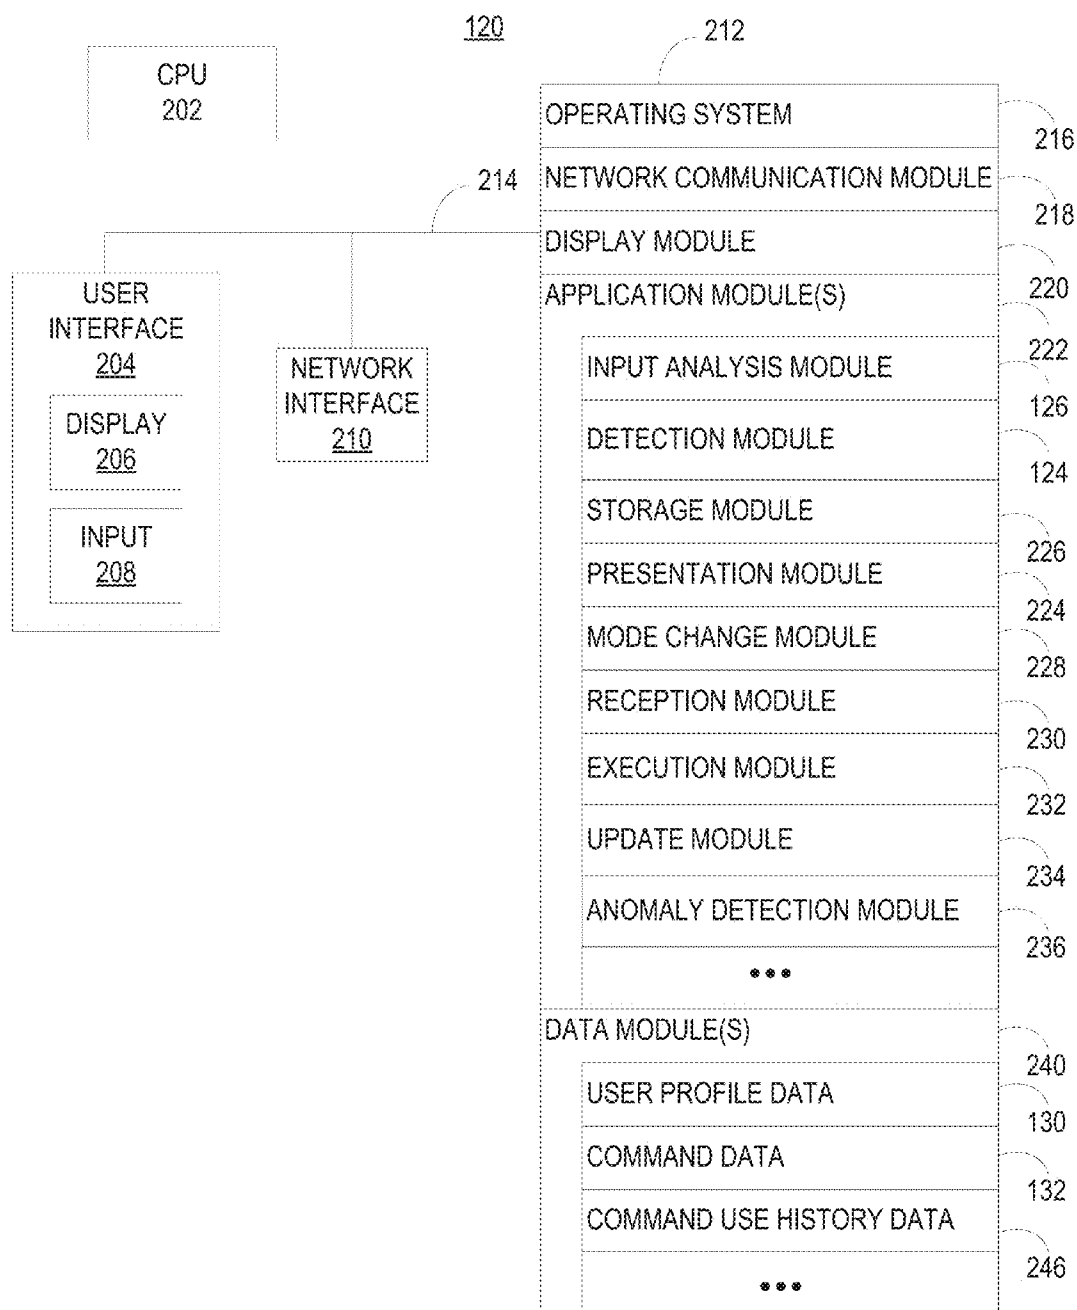 120
212
CPU
202
OPERATING SYSTEM
216
NETWORK COMMUNICATION MODULE
218
214
DISPLAY MODULE
220
USER
INTERFACE
204
DISPLAY
206
INPUT
208
NETWORK
INTERFACE
210
APPLICATION MODULE(S)
222
INPUT ANALYSIS MODULE
126
DETECTION MODULE
124
STORAGE MODULE
226
PRESENTATION MODULE
224
MODE CHANGE MODULE
228
RECEPTION MODULE
230
EXECUTION MODULE
232
UPDATE MODULE
234
ANOMALY DETECTION MODULE
236
•••
DATA MODULE(S)
240
USER PROFILE DATA
130
COMMAND DATA
132
COMMAND USE HISTORY DATA
246
•••